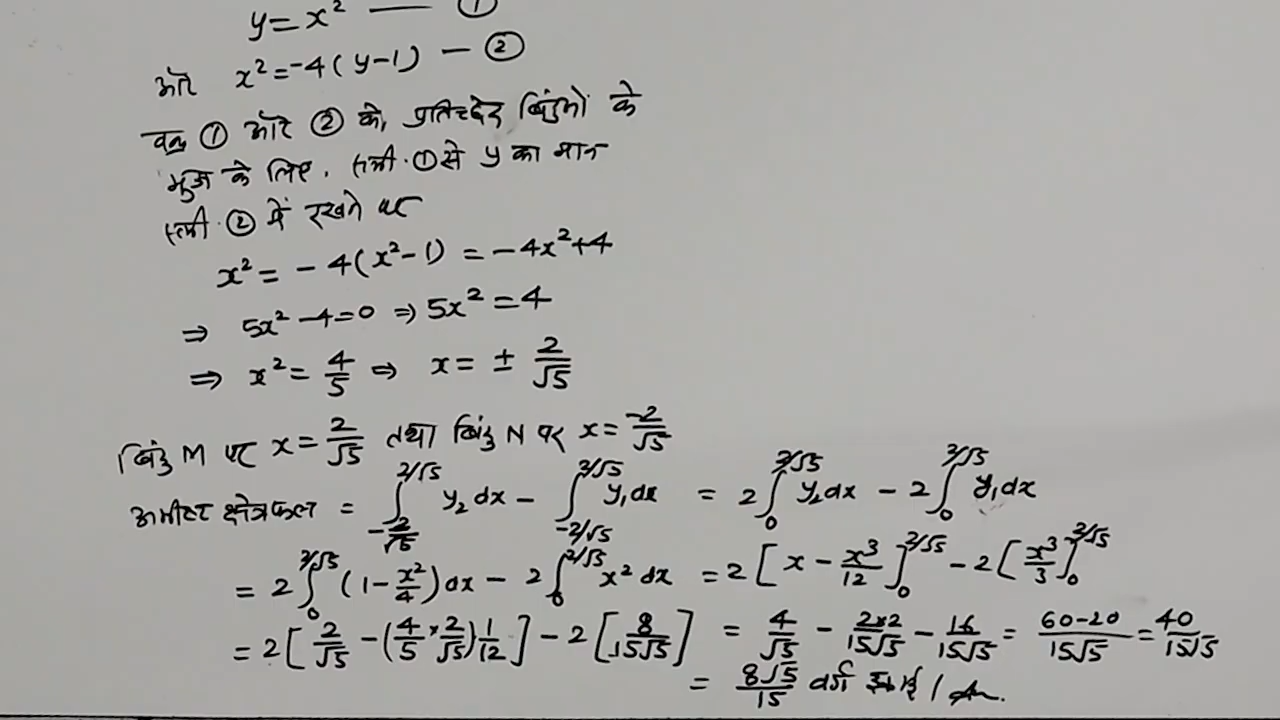 y = x² — ①
और x² = -4(y-1) — ②
वक्र ① और ② के, प्रतिच्छेद बिंदुओं के
भुज के लिए, समी. ① से y का मान
समी. ② में रखने पर
x² = -4(x²-1) = -4x²+4
⇒ 5x²-4=0 ⇒ 5x² = 4
⇒ x² = 4/5 ⇒ x = ± 2/√5
बिंदु M पर x = 2/√5 तथा बिंदु N पर x = -2/√5
अभीष्ट क्षेत्रफल = ∫_{-2/√5}^{2/√5} y₂ dx - ∫_{-2/√5}^{2/√5} y₁ dx = 2∫_0^{2/√5} y₂ dx - 2∫_0^{2/√5} y₁ dx
= 2∫_0^{2/√5} (1 - x²/4) dx - 2∫_0^{2/√5} x² dx = 2[x - x³/12]_0^{2/√5} - 2[x³/3]_0^{2/√5}
= 2[2/√5 - (4/5 × 2/√5) 1/12] - 2[8/15√5] = 4/√5 - 2×2/15√5 - 16/15√5 = 60-20/15√5 = 40/15√5
= 8√5/15 वर्ग इकाई । Ans.